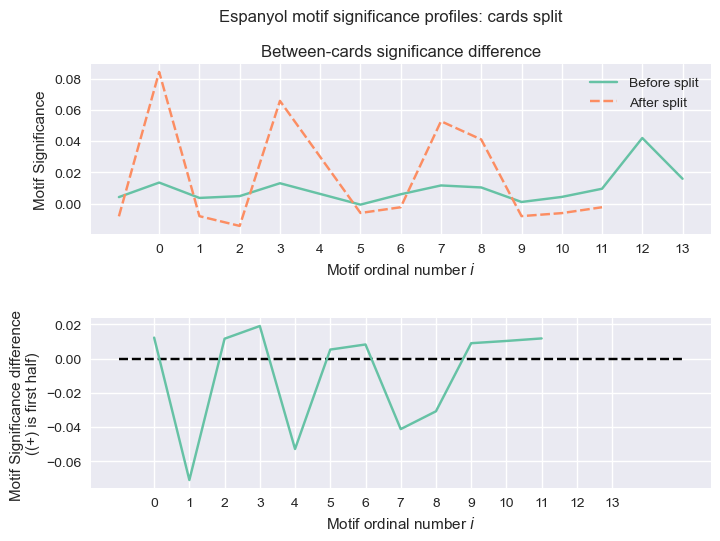 Espanyol motif significance profiles: cards split
Between-cards significance difference
Motif Significance
0.08
0.06
0.04
0.02
0.00
Before split
After split
0 1 2 3 4 5 6 7 8 9 10 11 12 13
Motif ordinal number i
Motif Significance difference
((+) is first half)
0.02
0.00
−0.02
−0.04
−0.06
0 1 2 3 4 5 6 7 8 9 10 11 12 13
Motif ordinal number i